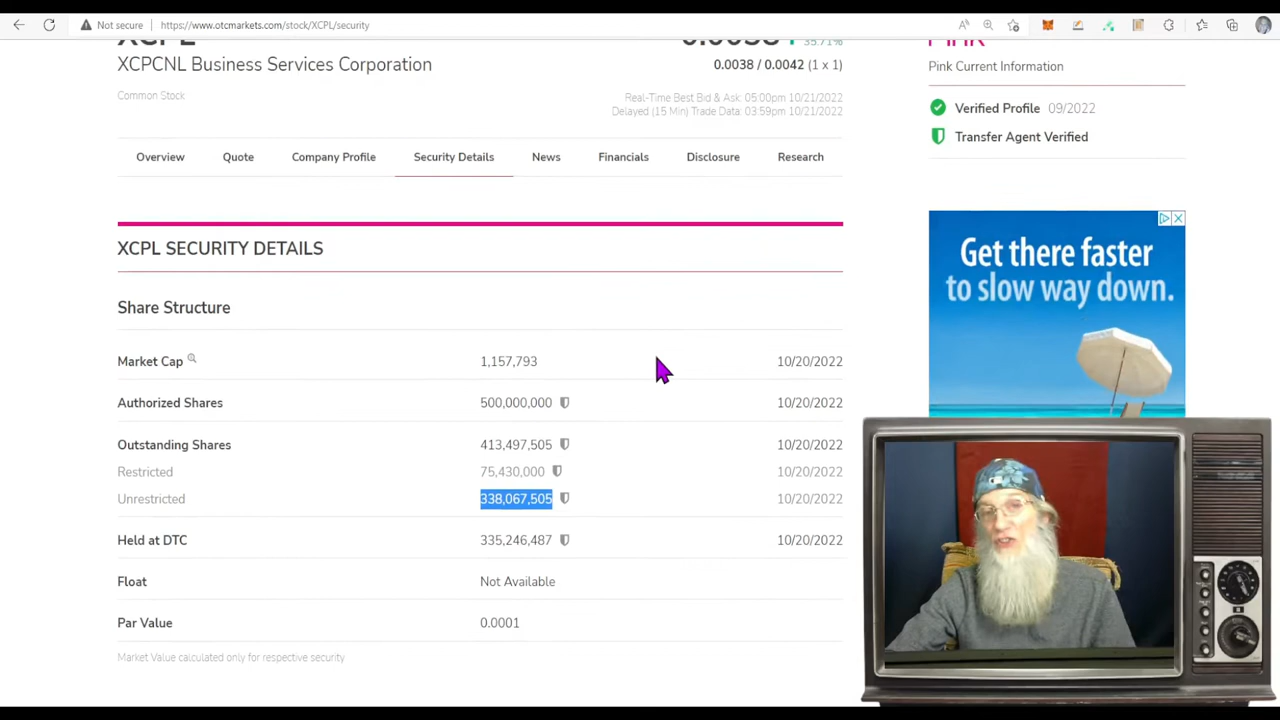 Not secure https://www.otcmarkets.com/stock/XCPL/security
XCPL
0.0038 35.71%
PINK
XCPCNL Business Services Corporation
0.0038 / 0.0042 (1 x 1)
Pink Current Information
Common Stock
Real-Time Best Bid & Ask: 05:00pm 10/21/2022
Delayed (15 Min) Trade Data: 03:59pm 10/21/2022
Verified Profile 09/2022
Transfer Agent Verified
Overview Quote Company Profile Security Details News Financials Disclosure Research
XCPL SECURITY DETAILS
Get there faster
to slow way down.
Share Structure
Market Cap 1,157,793 10/20/2022
Authorized Shares 500,000,000 10/20/2022
Outstanding Shares 413,497,505 10/20/2022
Restricted 75,430,000 10/20/2022
Unrestricted 338,067,505 10/20/2022
Held at DTC 335,246,487 10/20/2022
Float Not Available
Par Value 0.0001
Market Value calculated only for respective security